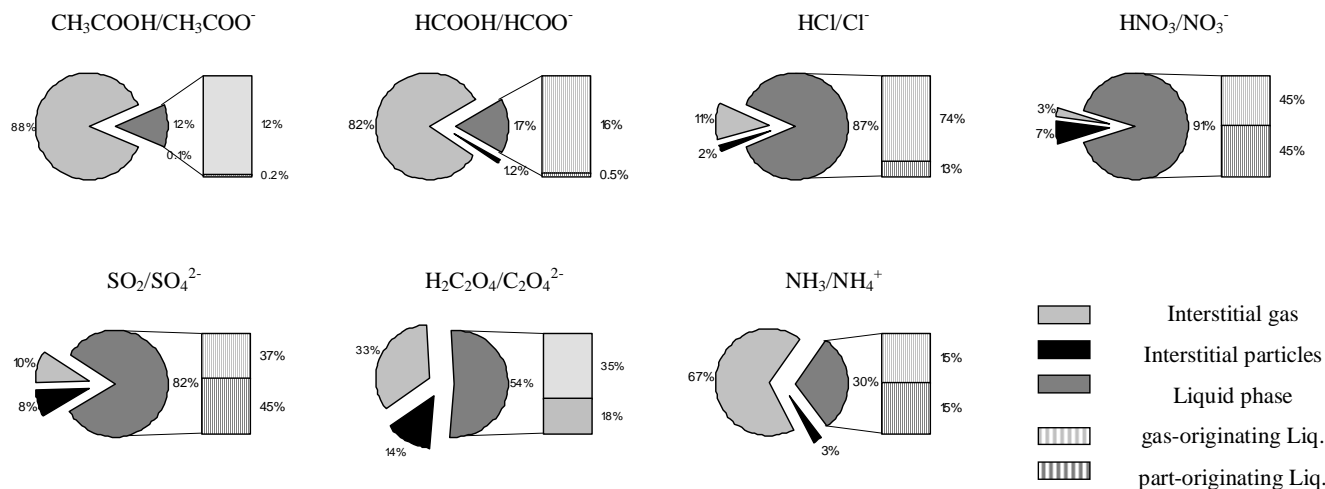 CH₃COOH/CH₃COO⁻
88%
12%
0.1%
12%
0.2%
HCOOH/HCOO⁻
82%
17%
1.2%
16%
0.5%
HCl/Cl⁻
11%
2%
87%
74%
13%
HNO₃/NO₃⁻
3%
7%
91%
45%
45%
SO₂/SO₄²⁻
10%
8%
82%
37%
45%
H₂C₂O₄/C₂O₄²⁻
33%
14%
54%
35%
18%
NH₃/NH₄⁺
67%
3%
30%
15%
15%
Interstitial gas
Interstitial particles
Liquid phase
gas-originating Liq.
part-originating Liq.